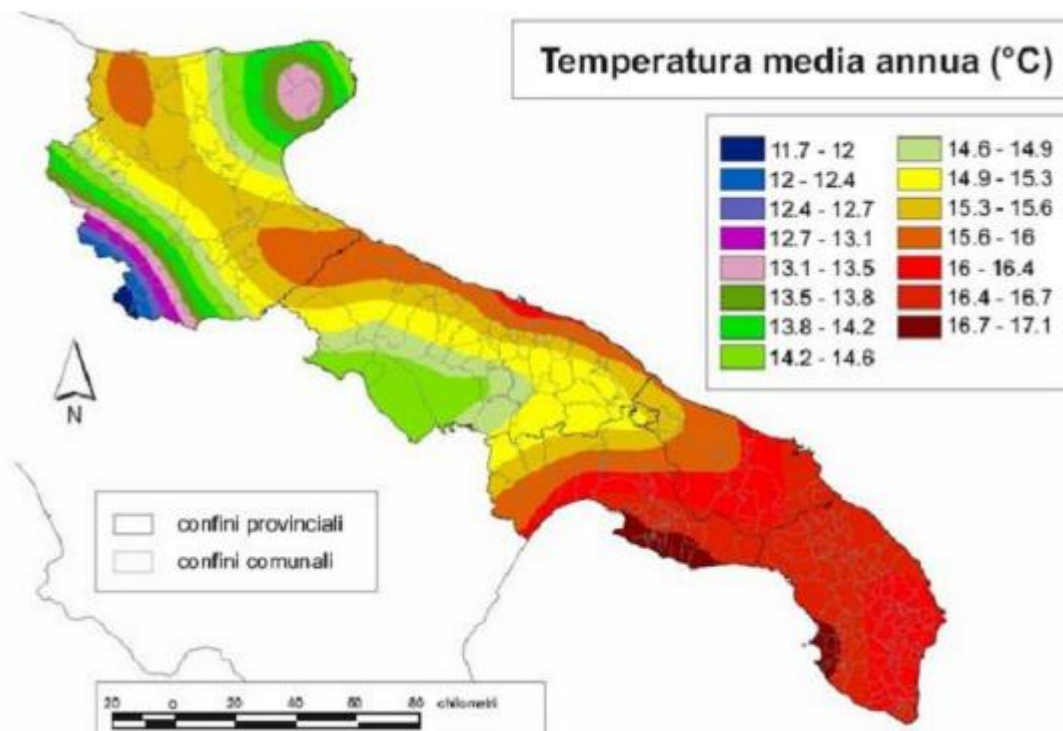 Temperatura media annua (°C)
11.7 - 12
12 - 12.4
12.4 - 12.7
12.7 - 13.1
13.1 - 13.5
13.5 - 13.8
13.8 - 14.2
14.2 - 14.6
14.6 - 14.9
14.9 - 15.3
15.3 - 15.6
15.6 - 16
16 - 16.4
16.4 - 16.7
16.7 - 17.1
N
confini provinciali
confini comunali
20 0 20 40 60 80 chilometri